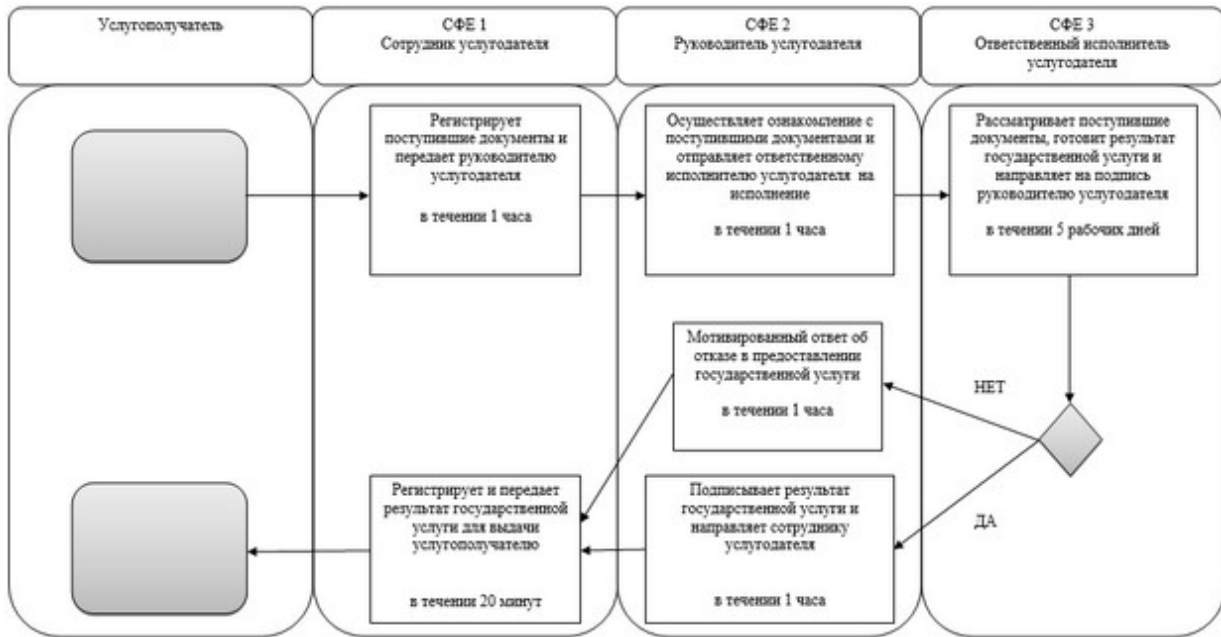 Услугополучатель
СФЕ 1
Сотрудник услугодателя
СФЕ 2
Руководитель услугодателя
СФЕ 3
Ответственный исполнитель
услугодателя
Регистрирует
поступившие документы и
передает руководителю
услугодателя
в течении 1 часа
Осуществляет ознакомление с
поступившими документами и
отправляет ответственному
исполнителю услугодателя на
исполнение
в течении 1 часа
Рассматривает поступившие
документы, готовит результат
государственной услуги и
направляет на подпись
руководителю услугодателя
в течении 5 рабочих дней
Мотивированный ответ об
отказе в предоставлении
государственной услуги
в течении 1 часа
НЕТ
Регистрирует и передает
результат государственной
услуги для выдачи
услугополучателю
в течении 20 минут
Подписывает результат
государственной услуги и
направляет сотруднику
услугодателя
в течении 1 часа
ДА